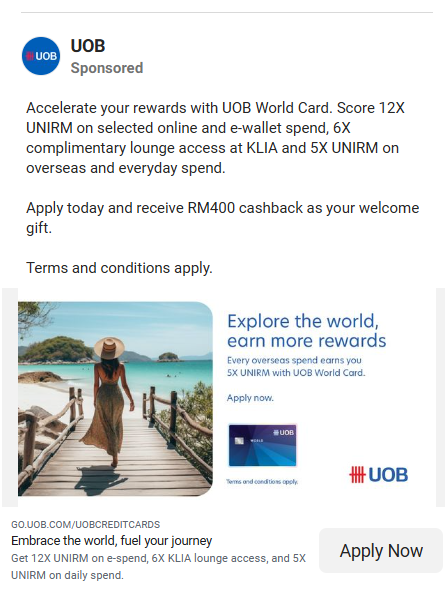 UOB
UOB
Sponsored
Accelerate your rewards with UOB World Card. Score 12X
UNIRM on selected online and e-wallet spend, 6X
complimentary lounge access at KLIA and 5X UNIRM on
overseas and everyday spend.
Apply today and receive RM400 cashback as your welcome
gift.
Terms and conditions apply.
Explore the world,
earn more rewards
Every overseas spend earns you
5X UNIRM with UOB World Card.
Apply now.
UOB
WORLD
Terms and conditions apply.
UOB
GO.UOB.COM/UOBCREDITCARDS
Embrace the world, fuel your journey
Get 12X UNIRM on e-spend, 6X KLIA lounge access, and 5X
UNIRM on daily spend.
Apply Now